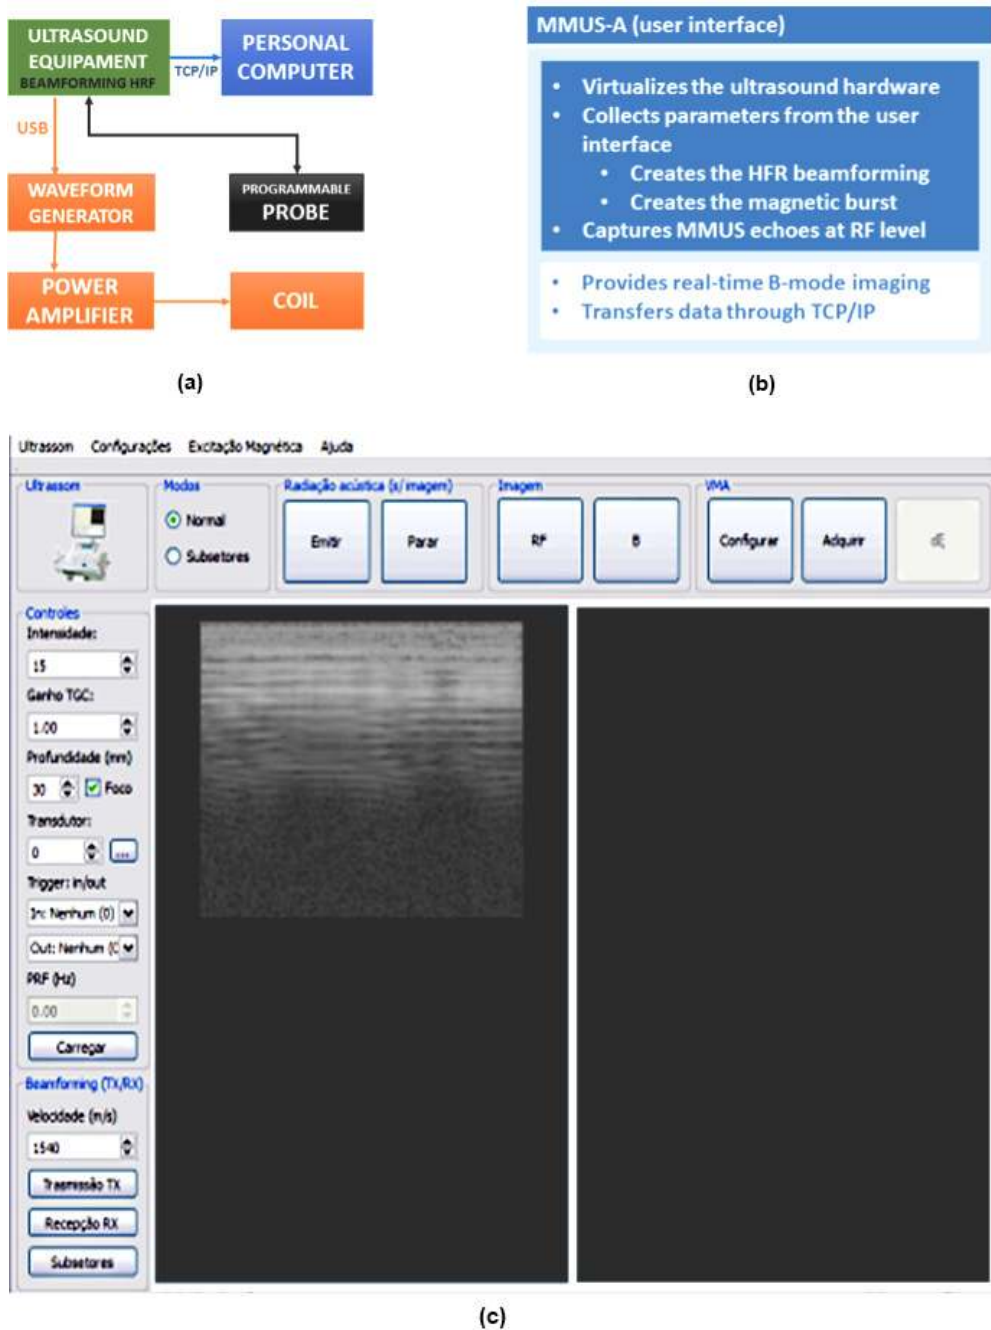 ULTRASOUND
EQUIPAMENT
BEAMFORMING HRF
TCP/IP
PERSONAL
COMPUTER
USB
WAVEFORM
GENERATOR
PROGRAMMABLE
PROBE
POWER
AMPLIFIER
COIL
(a)
MMUS-A (user interface)
• Virtualizes the ultrasound hardware
• Collects parameters from the user
interface
• Creates the HFR beamforming
• Creates the magnetic burst
• Captures MMUS echoes at RF level
• Provides real-time B-mode imaging
• Transfers data through TCP/IP
(b)
Ultrassom Configurações Excitação Magnética Ajuda
Ultrassom
Modos
Normal
Subsetores
Radiação acústica (s/ imagem)
Emitir
Parar
Imagem
RF
B
VMA
Configurar
Adquirir
Controles
Intensidade:
15
Ganho TGC:
1.00
Profundidade (mm)
30
Foco
Transdutor:
0
...
Trigger: in/out
In: Nenhum (0)
Out: Nenhum (0
PRF (Hz)
0.00
Carregar
Beamforming (TX/RX)
Velocidade (m/s)
1540
Trasmissão TX
Recepção RX
Subsetores
(c)